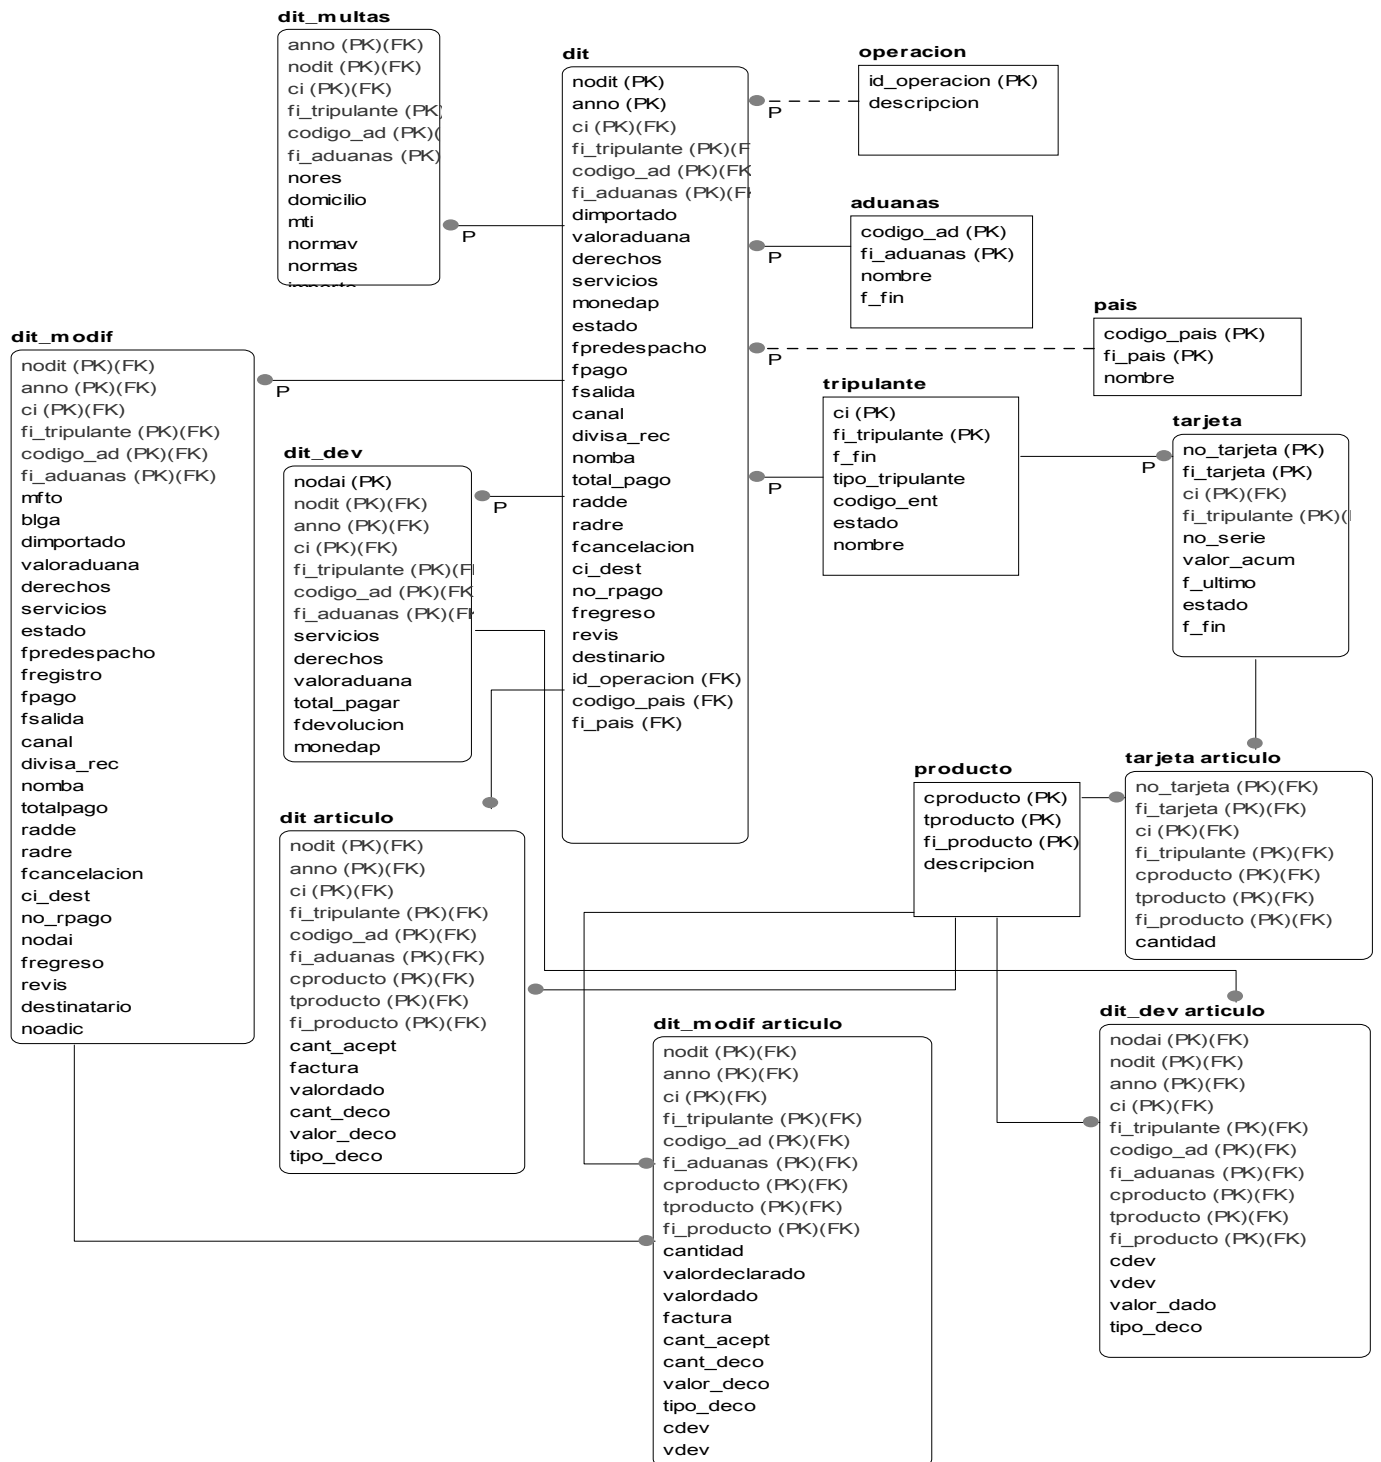 dit_multas
anno (PK)(FK)
nodit (PK)(FK)
ci (PK)(FK)
fi_tripulante (PK)
codigo_ad (PK)(
fi_aduanas (PK)
nores
domicilio
mti
normav
normas
importe
P
dit
nodit (PK)
anno (PK)
ci (PK)(FK)
fi_tripulante (PK)(F
codigo_ad (PK)(FK
fi_aduanas (PK)(F
dimportado
valoraduana
derechos
servicios
monedap
estado
fpredespacho
fpago
fsalida
canal
divisa_rec
nomba
total_pago
radde
radre
fcancelacion
ci_dest
no_rpago
fregreso
revis
destinario
id_operacion (FK)
codigo_pais (FK)
fi_pais (FK)
operacion
id_operacion (PK)
descripcion
P
aduanas
codigo_ad (PK)
fi_aduanas (PK)
nombre
f_fin
P
pais
codigo_pais (PK)
fi_pais (PK)
nombre
P
tripulante
ci (PK)
fi_tripulante (PK)
f_fin
tipo_tripulante
codigo_ent
estado
nombre
P
tarjeta
no_tarjeta (PK)
fi_tarjeta (PK)
ci (PK)(FK)
fi_tripulante (PK)(
no_serie
valor_acum
f_ultimo
estado
f_fin
P
dit_modif
nodit (PK)(FK)
anno (PK)(FK)
ci (PK)(FK)
fi_tripulante (PK)(FK)
codigo_ad (PK)(FK)
fi_aduanas (PK)(FK)
mfto
blga
dimportado
valoraduana
derechos
servicios
estado
fpredespacho
fregistro
fpago
fsalida
canal
divisa_rec
nomba
totalpago
radde
radre
fcancelacion
ci_dest
no_rpago
nodai
fregreso
revis
destinatario
noadic
P
dit_dev
nodai (PK)
nodit (PK)(FK)
anno (PK)(FK)
ci (PK)(FK)
fi_tripulante (PK)(F
codigo_ad (PK)(FK
fi_aduanas (PK)(F
servicios
derechos
valoraduana
total_pagar
fdevolucion
monedap
P
dit articulo
nodit (PK)(FK)
anno (PK)(FK)
ci (PK)(FK)
fi_tripulante (PK)(FK)
codigo_ad (PK)(FK)
fi_aduanas (PK)(FK)
cproducto (PK)(FK)
tproducto (PK)(FK)
fi_producto (PK)(FK)
cant_acept
factura
valordado
cant_deco
valor_deco
tipo_deco
producto
cproducto (PK)
tproducto (PK)
fi_producto (PK)
descripcion
tarjeta articulo
no_tarjeta (PK)(FK)
fi_tarjeta (PK)(FK)
ci (PK)(FK)
fi_tripulante (PK)(FK)
cproducto (PK)(FK)
tproducto (PK)(FK)
fi_producto (PK)(FK)
cantidad
dit_modif articulo
nodit (PK)(FK)
anno (PK)(FK)
ci (PK)(FK)
fi_tripulante (PK)(FK)
codigo_ad (PK)(FK)
fi_aduanas (PK)(FK)
cproducto (PK)(FK)
tproducto (PK)(FK)
fi_producto (PK)(FK)
cantidad
valordeclarado
valordado
factura
cant_acept
cant_deco
valor_deco
tipo_deco
cdev
vdev
dit_dev articulo
nodai (PK)(FK)
nodit (PK)(FK)
anno (PK)(FK)
ci (PK)(FK)
fi_tripulante (PK)(FK)
codigo_ad (PK)(FK)
fi_aduanas (PK)(FK)
cproducto (PK)(FK)
tproducto (PK)(FK)
fi_producto (PK)(FK)
cdev
vdev
valor_dado
tipo_deco